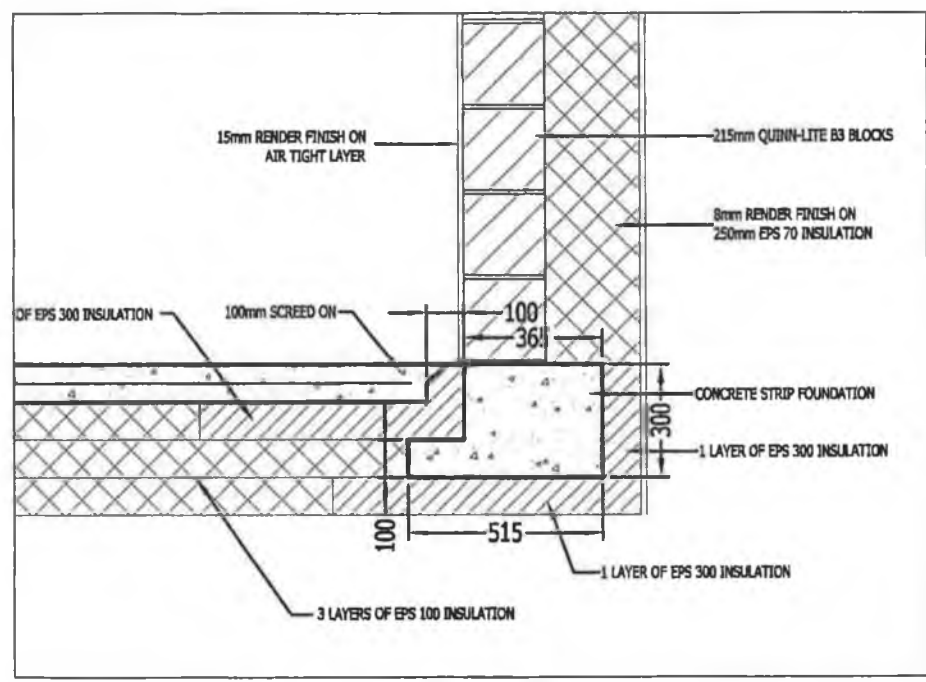 15mm RENDER FINISH ON
AIR TIGHT LAYER
215mm QUINN-LITE B3 BLOCKS
8mm RENDER FINISH ON
250mm EPS 70 INSULATION
OF EPS 300 INSULATION
100mm SCREED ON
100
36
CONCRETE STRIP FOUNDATION
300
1 LAYER OF EPS 300 INSULATION
100
515
1 LAYER OF EPS 300 INSULATION
3 LAYERS OF EPS 100 INSULATION